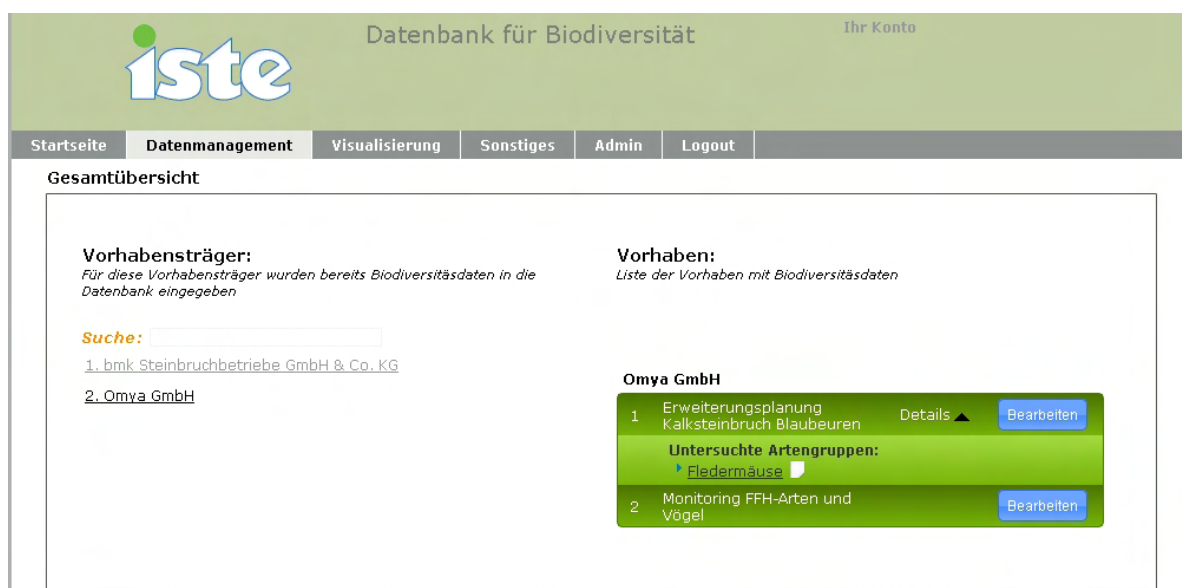 iste
Datenbank für Biodiversität
Ihr Konto
Startseite Datenmanagement Visualisierung Sonstiges Admin Logout
Gesamtübersicht
Vorhabensträger:
Für diese Vorhabensträger wurden bereits Biodiversitäsdaten in die
Datenbank eingegeben
Suche:
1. bmk Steinbruchbetriebe GmbH & Co. KG
2. Omya GmbH
Vorhaben:
Liste der Vorhaben mit Biodiversitäsdaten
Omya GmbH
1 Erweiterungsplanung
Kalksteinbruch Blaubeuren Details Bearbeiten
Untersuchte Artengruppen:
Fledermäuse
2 Monitoring FFH-Arten und
Vögel Bearbeiten